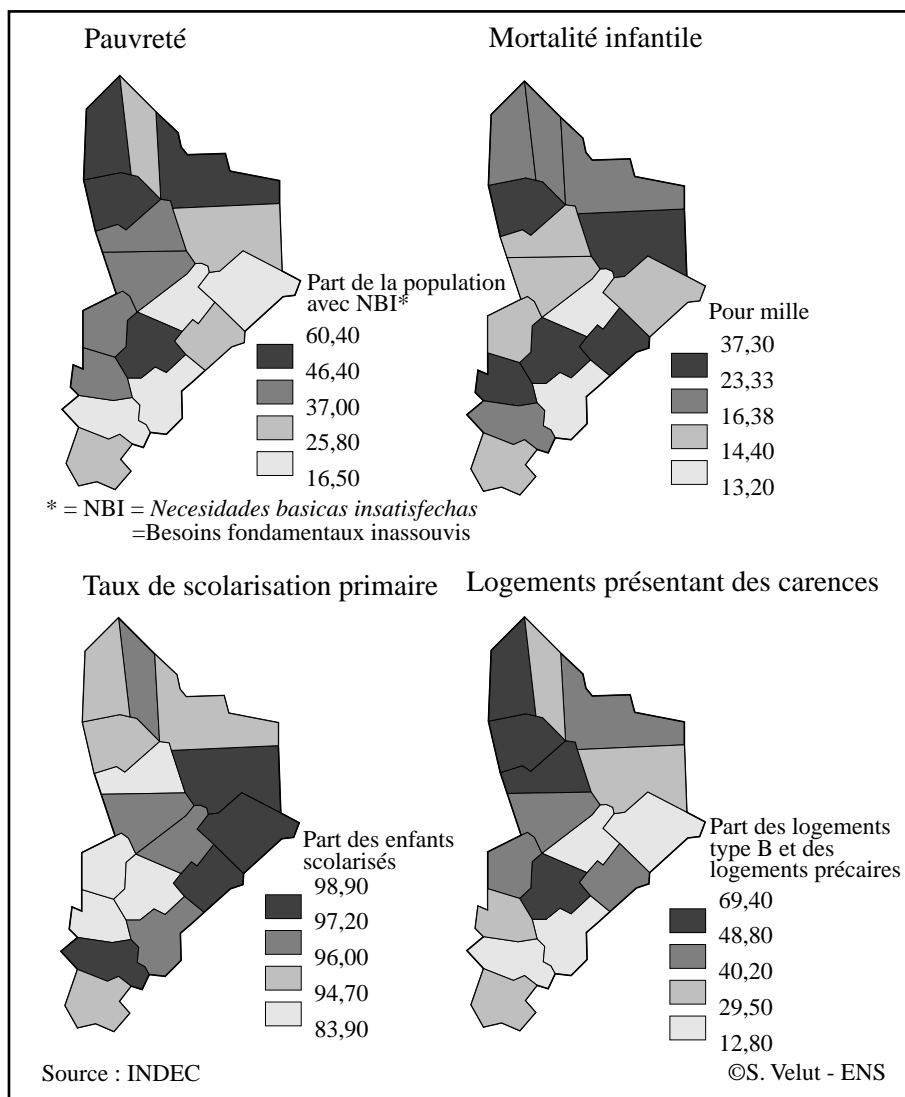 Pauvreté
Part de la population
avec NBI*
60,40
46,40
37,00
25,80
16,50
* = NBI = Necesidades basicas insatisfechas
=Besoins fondamentaux inassouvis
Mortalité infantile
Pour mille
37,30
23,33
16,38
14,40
13,20
Taux de scolarisation primaire
Part des enfants
scolarisés
98,90
97,20
96,00
94,70
83,90
Logements présentant des carences
Part des logements
type B et des
logements précaires
69,40
48,80
40,20
29,50
12,80
Source : INDEC
©S. Velut - ENS